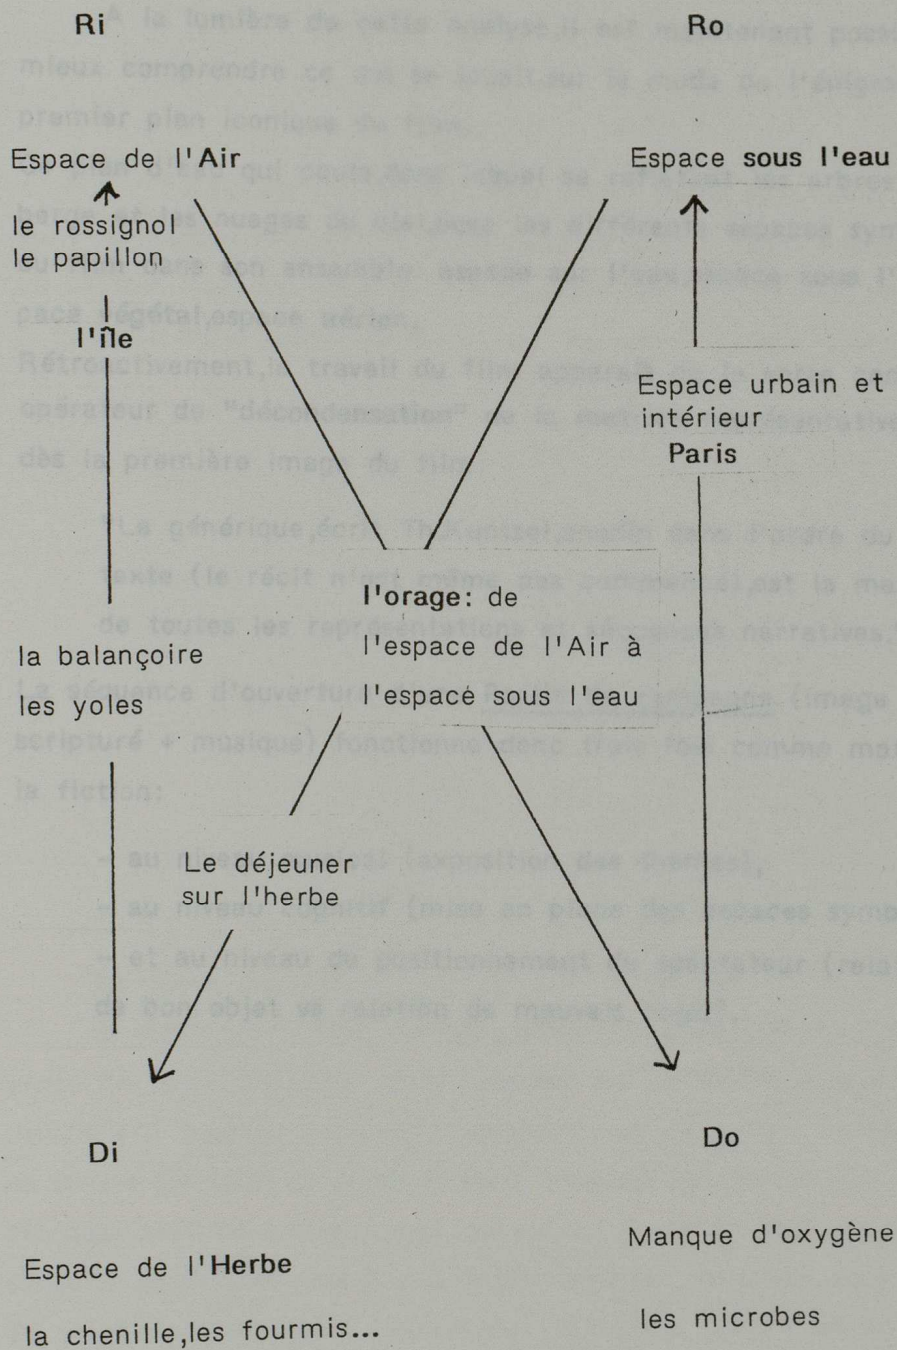 Ri
Ro
Espace de l'Air
Espace sous l'eau
le rossignol
le papillon
l'île
Espace urbain et
intérieur
Paris
l'orage: de
l'espace de l'Air à
l'espace sous l'eau
la balançoire
les yoles
Le déjeuner
sur l'herbe
Di
Do
Manque d'oxygène
Espace de l'Herbe
les microbes
la chenille,les fourmis...